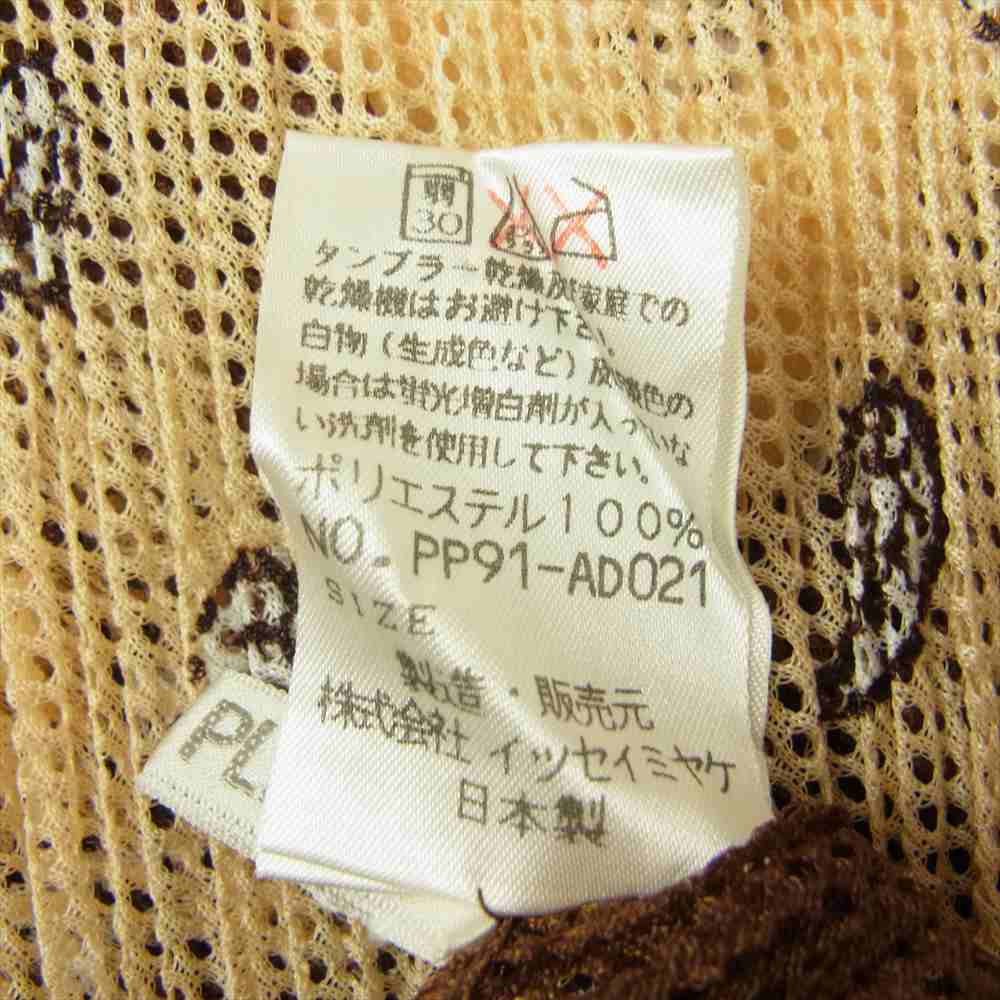 弱
30
タンブラー乾燥及家庭での
乾燥機はお避け下さい。
白物（生成色など）及淡色の
場合は蛍光増白剤が入っていな
い洗剤を使用して下さい。
ポリエステル100%
NO. PP91-AD021
SIZE
製造・販売元
株式会社 イッセイミヤケ
日本製
PL